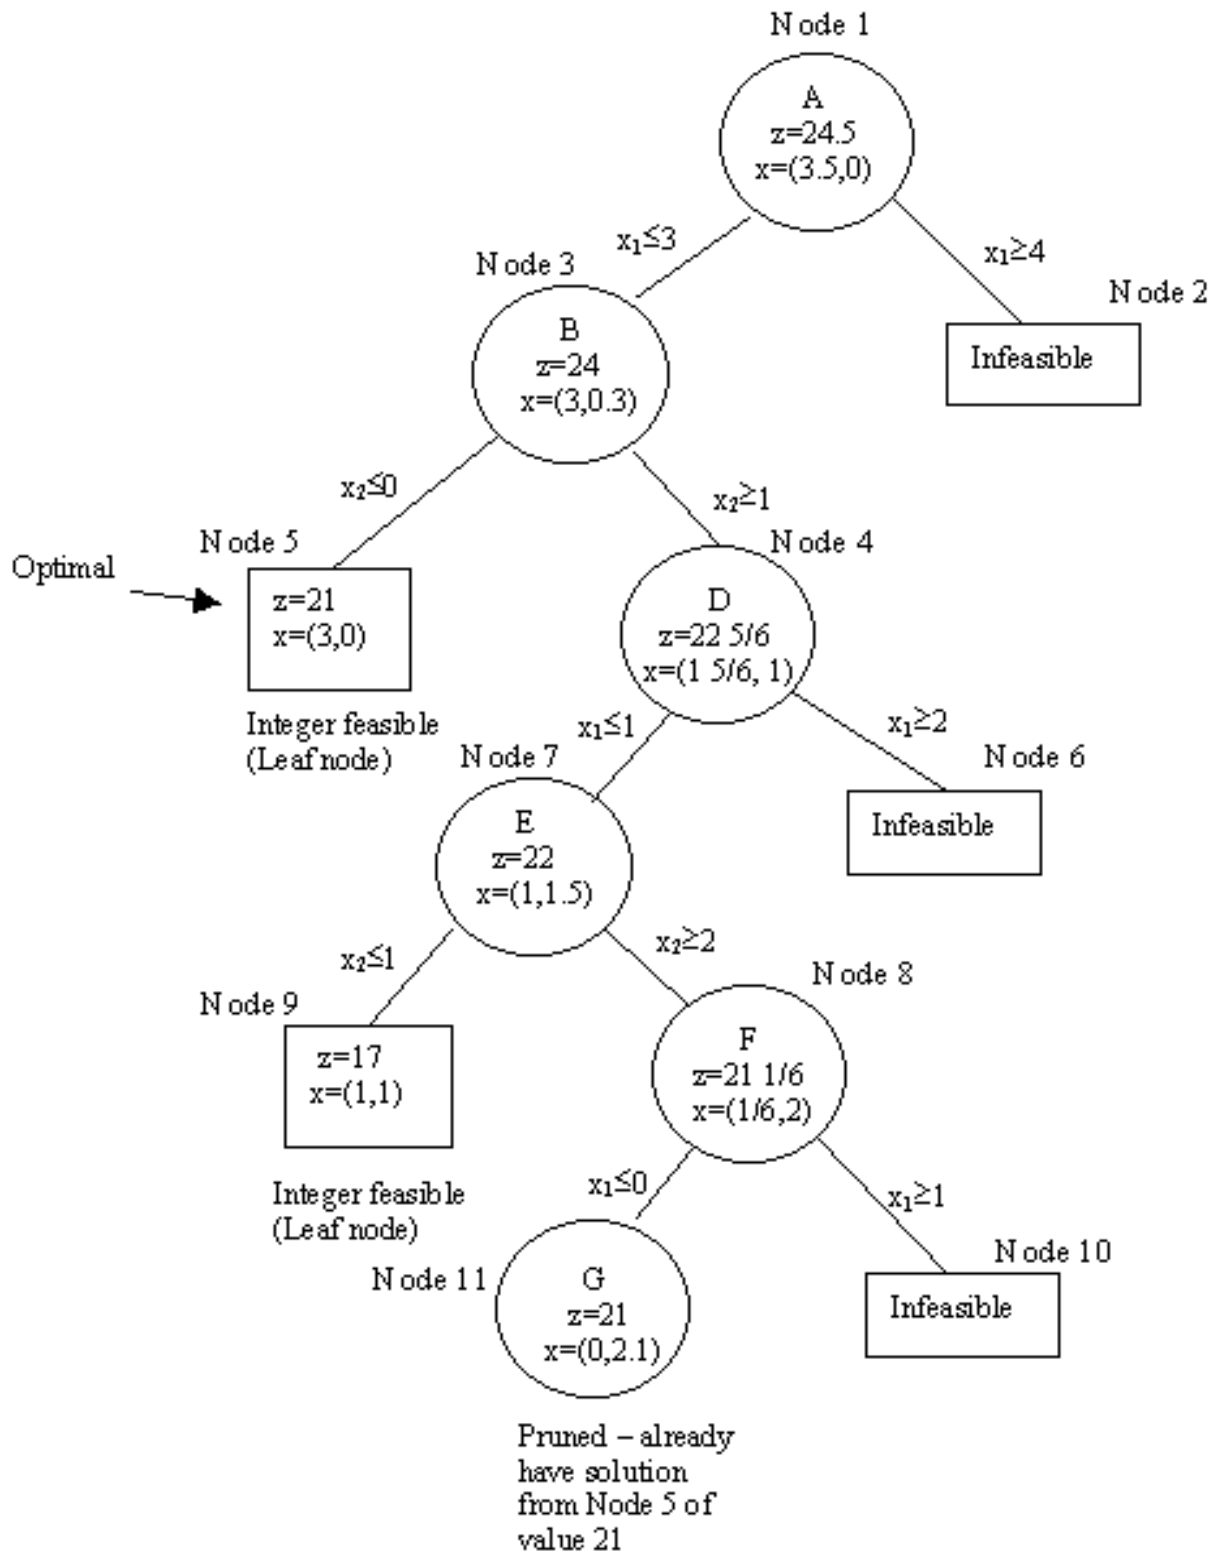 Node 1
A
z=24.5
x=(3.5,0)
x₁≤3
x₁≥4
Node 3
Node 2
B
z=24
x=(3,0.3)
Infeasible
x₂≤0
x₂≥1
Node 5
Node 4
Optimal
z=21
x=(3,0)
D
z=22 5/6
x=(1 5/6, 1)
Integer feasible
(Leaf node)
x₁≤1
x₁≥2
Node 7
Node 6
E
z=22
x=(1,1.5)
Infeasible
x₂≤1
x₂≥2
Node 9
Node 8
z=17
x=(1,1)
F
z=21 1/6
x=(1/6,2)
Integer feasible
(Leaf node)
x₁≤0
x₁≥1
Node 11
Node 10
G
z=21
x=(0,2.1)
Infeasible
Pruned – already
have solution
from Node 5 of
value 21